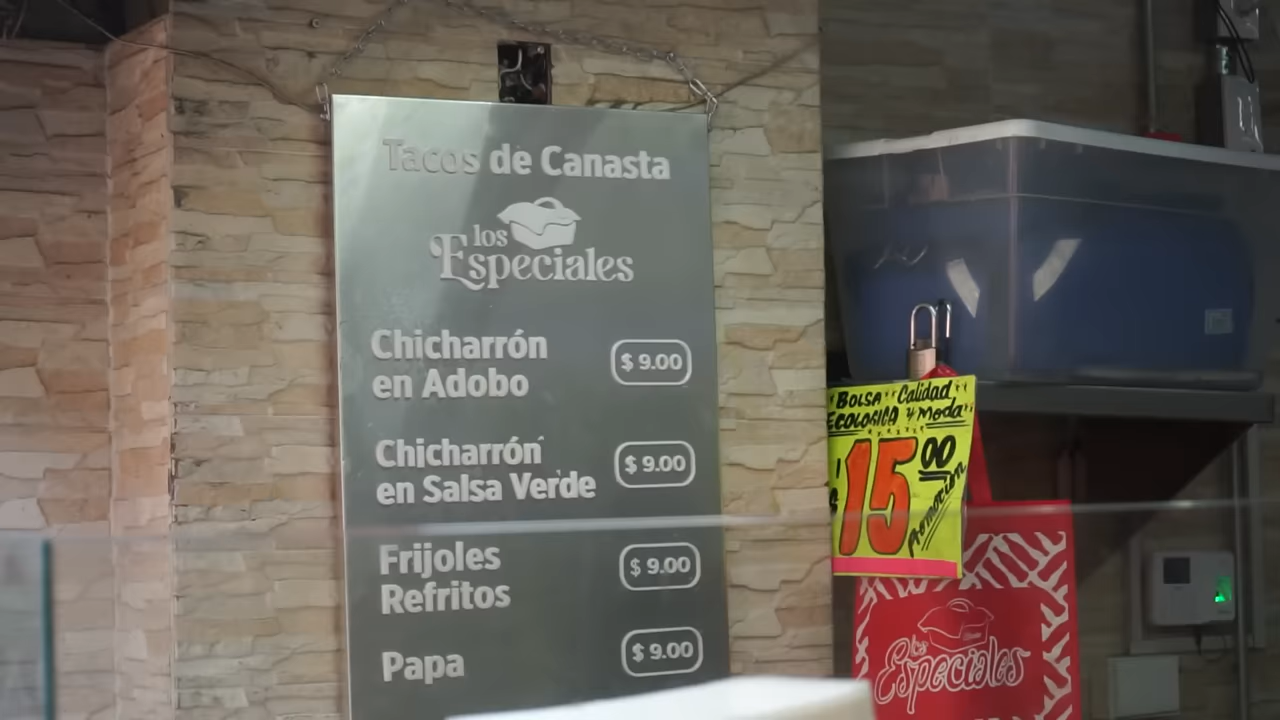 Tacos de Canasta
los
Especiales
Chicharrón
en Adobo
$ 9.00
Chicharrón
en Salsa Verde
$ 9.00
Frijoles
Refritos
$ 9.00
Papa
$ 9.00
BOLSA Calidad
ECOLOGICA y Moda
$ 15.00
Promoción
los
Especiales